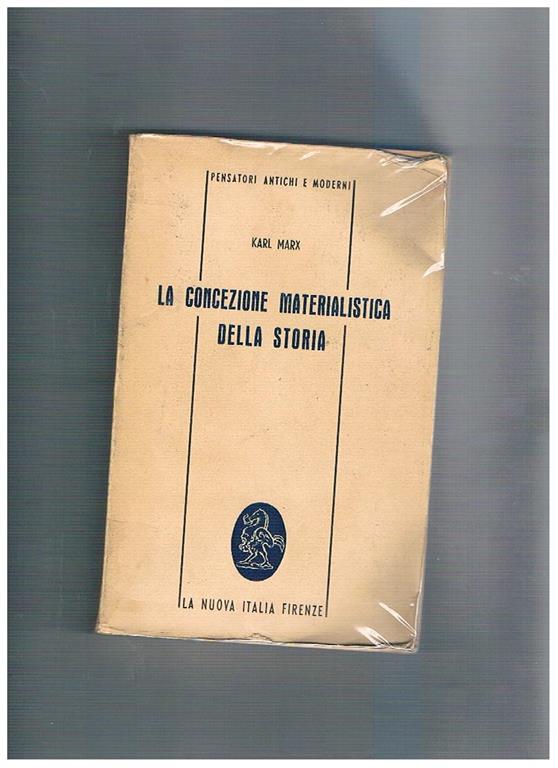 PENSATORI ANTICHI E MODERNI
KARL MARX
LA CONCEZIONE MATERIALISTICA
DELLA STORIA
LA NUOVA ITALIA FIRENZE